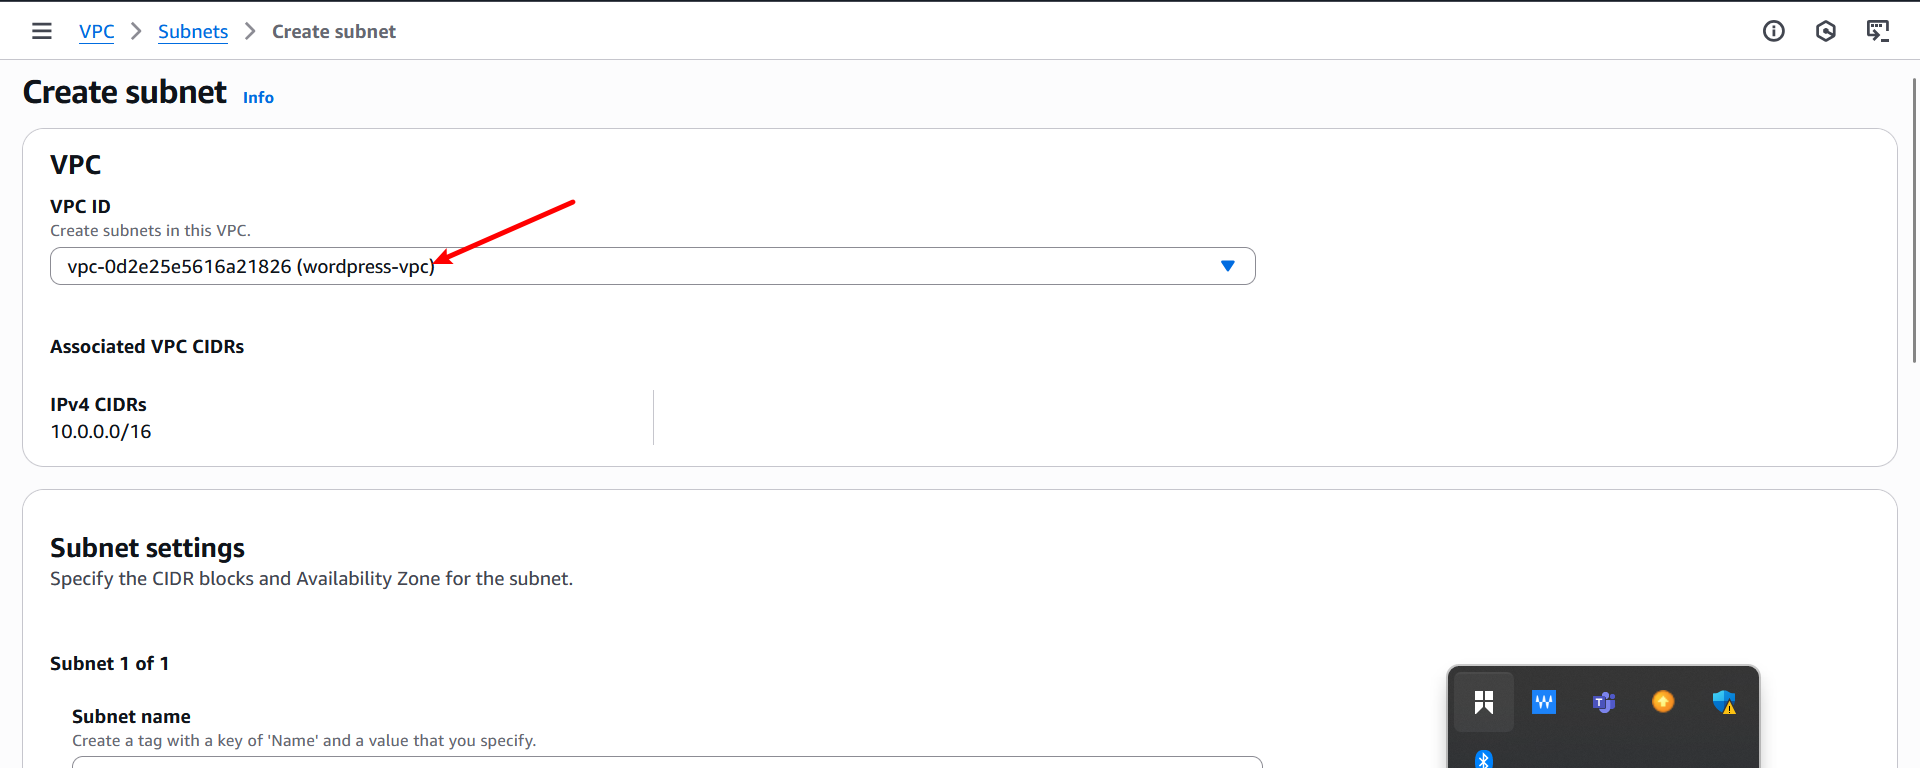 VPC > Subnets > Create subnet
Create subnet Info
VPC
VPC ID
Create subnets in this VPC.
vpc-0d2e25e5616a21826 (wordpress-vpc)
Associated VPC CIDRs
IPv4 CIDRs
10.0.0.0/16
Subnet settings
Specify the CIDR blocks and Availability Zone for the subnet.
Subnet 1 of 1
Subnet name
Create a tag with a key of 'Name' and a value that you specify.